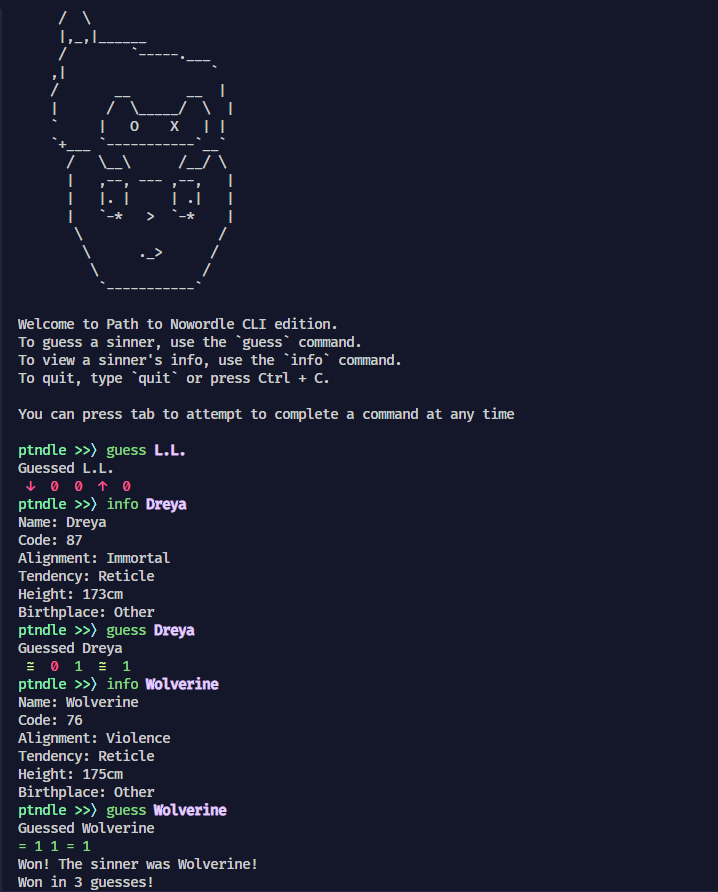 Welcome to Path to Nowordle CLI edition.
To guess a sinner, use the `guess` command.
To view a sinner's info, use the `info` command.
To quit, type `quit` or press Ctrl + C.
You can press tab to attempt to complete a command at any time
ptndle >>⟩ guess L.L.
Guessed L.L.
↓ 0 0 ↑ 0
ptndle >>⟩ info Dreya
Name: Dreya
Code: 87
Alignment: Immortal
Tendency: Reticle
Height: 173cm
Birthplace: Other
ptndle >>⟩ guess Dreya
Guessed Dreya
≅ 0 1 ≅ 1
ptndle >>⟩ info Wolverine
Name: Wolverine
Code: 76
Alignment: Violence
Tendency: Reticle
Height: 175cm
Birthplace: Other
ptndle >>⟩ guess Wolverine
Guessed Wolverine
= 1 1 = 1
Won! The sinner was Wolverine!
Won in 3 guesses!